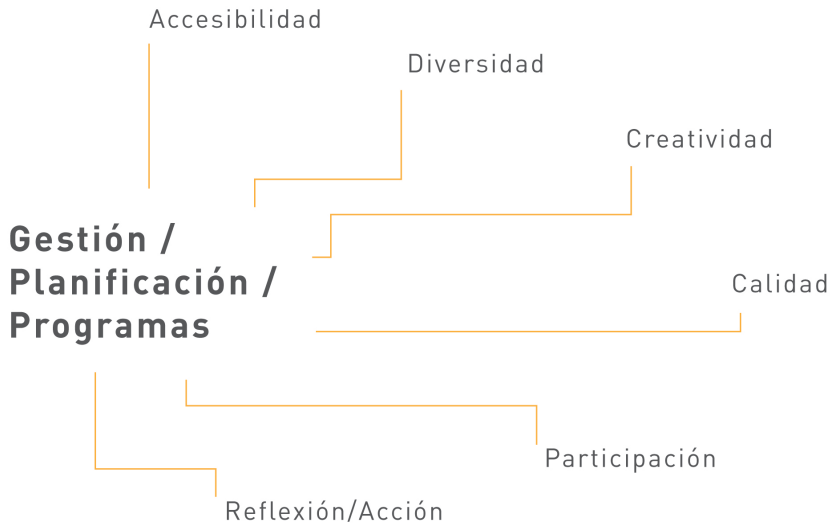 Accesibilidad
Diversidad
Creatividad
Gestión /
Planificación /
Programas
Calidad
Participación
Reflexión/Acción